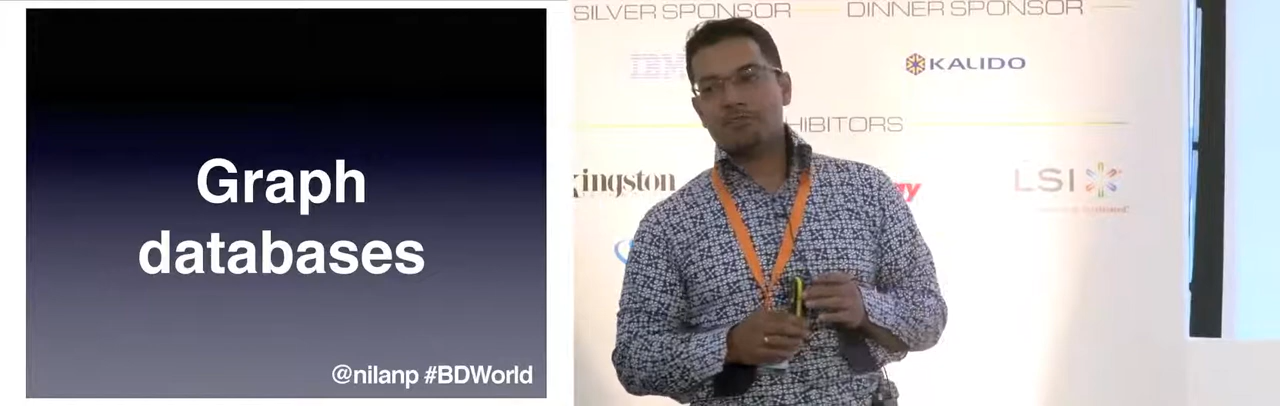 Graph
databases
@nilanp #BDWorld
SILVER SPONSOR
DINNER SPONSOR
IBM
KALIDO
HIBITORS
kingston
LSI